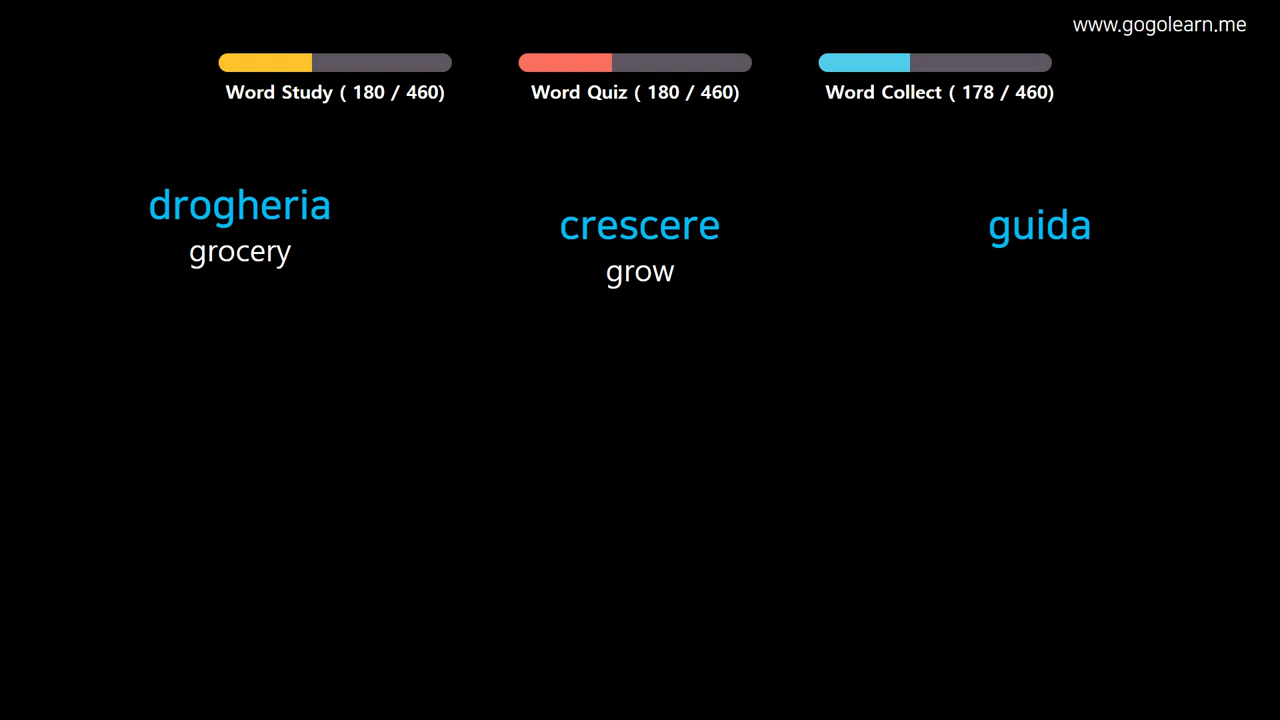 www.gogolearn.me
Word Study ( 180 / 460)
Word Quiz ( 180 / 460)
Word Collect ( 178 / 460)
drogheria
grocery
crescere
grow
guida